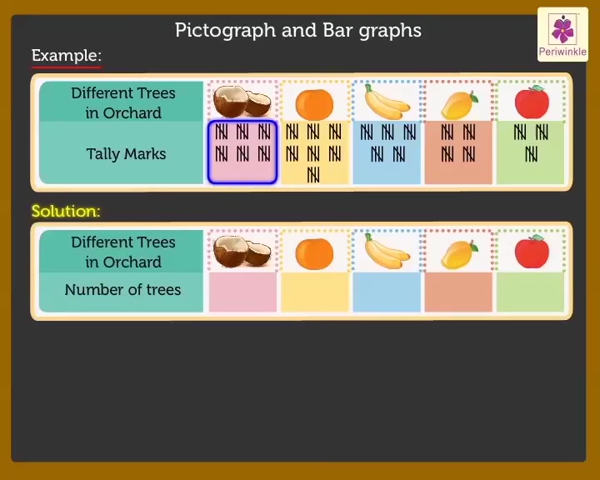 Pictograph and Bar graphs
Periwinkle
Example:
Different Trees
in Orchard
Tally Marks
Solution:
Different Trees
in Orchard
Number of trees